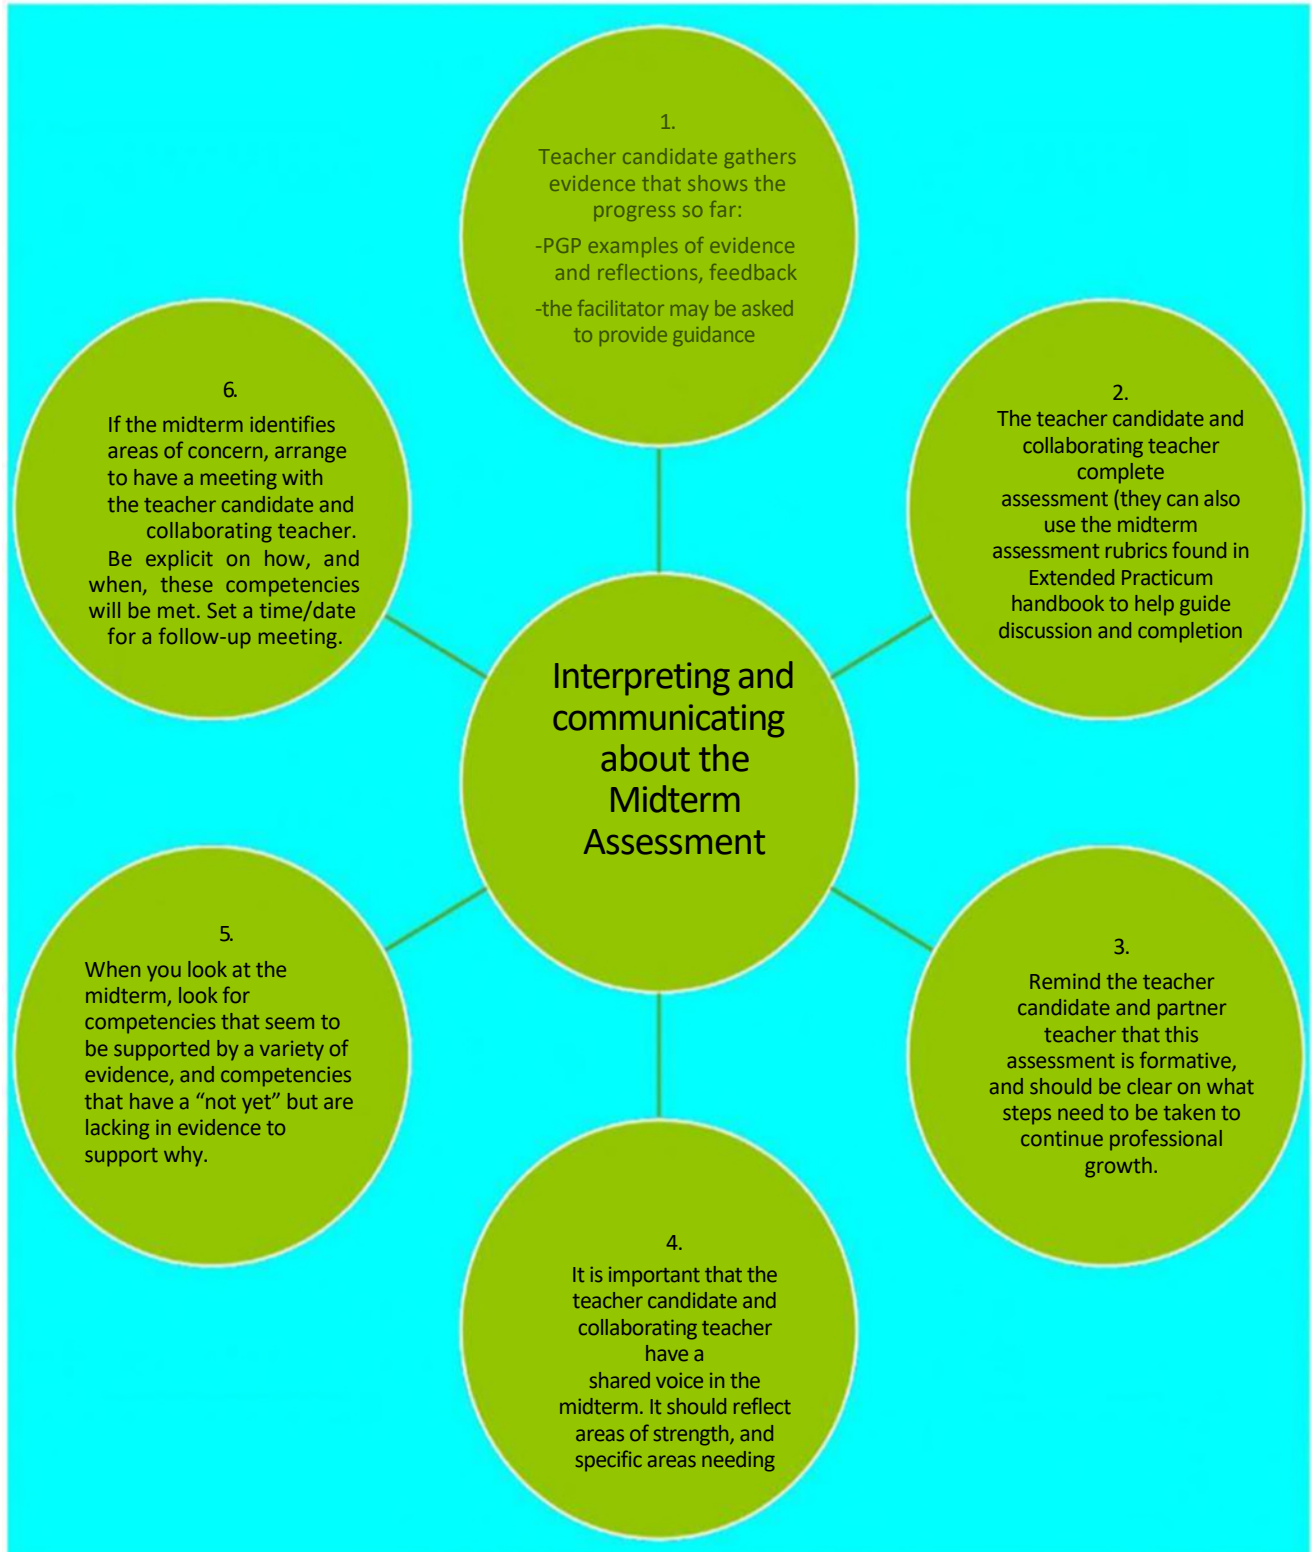 1.
Teacher candidate gathers
evidence that shows the
progress so far:
-PGP examples of evidence
and reflections, feedback
-the facilitator may be asked
to provide guidance
2.
The teacher candidate and
collaborating teacher
complete
assessment (they can also
use the midterm
assessment rubrics found in
Extended Practicum
handbook to help guide
discussion and completion
3.
Remind the teacher
candidate and partner
teacher that this
assessment is formative,
and should be clear on what
steps need to be taken to
continue professional
growth.
4.
It is important that the
teacher candidate and
collaborating teacher
have a
shared voice in the
midterm. It should reflect
areas of strength, and
specific areas needing
5.
When you look at the
midterm, look for
competencies that seem to
be supported by a variety of
evidence, and competencies
that have a “not yet” but are
lacking in evidence to
support why.
6.
If the midterm identifies
areas of concern, arrange
to have a meeting with
the teacher candidate and
collaborating teacher.
Be explicit on how, and
when, these competencies
will be met. Set a time/date
for a follow-up meeting.
Interpreting and
communicating
about the
Midterm
Assessment